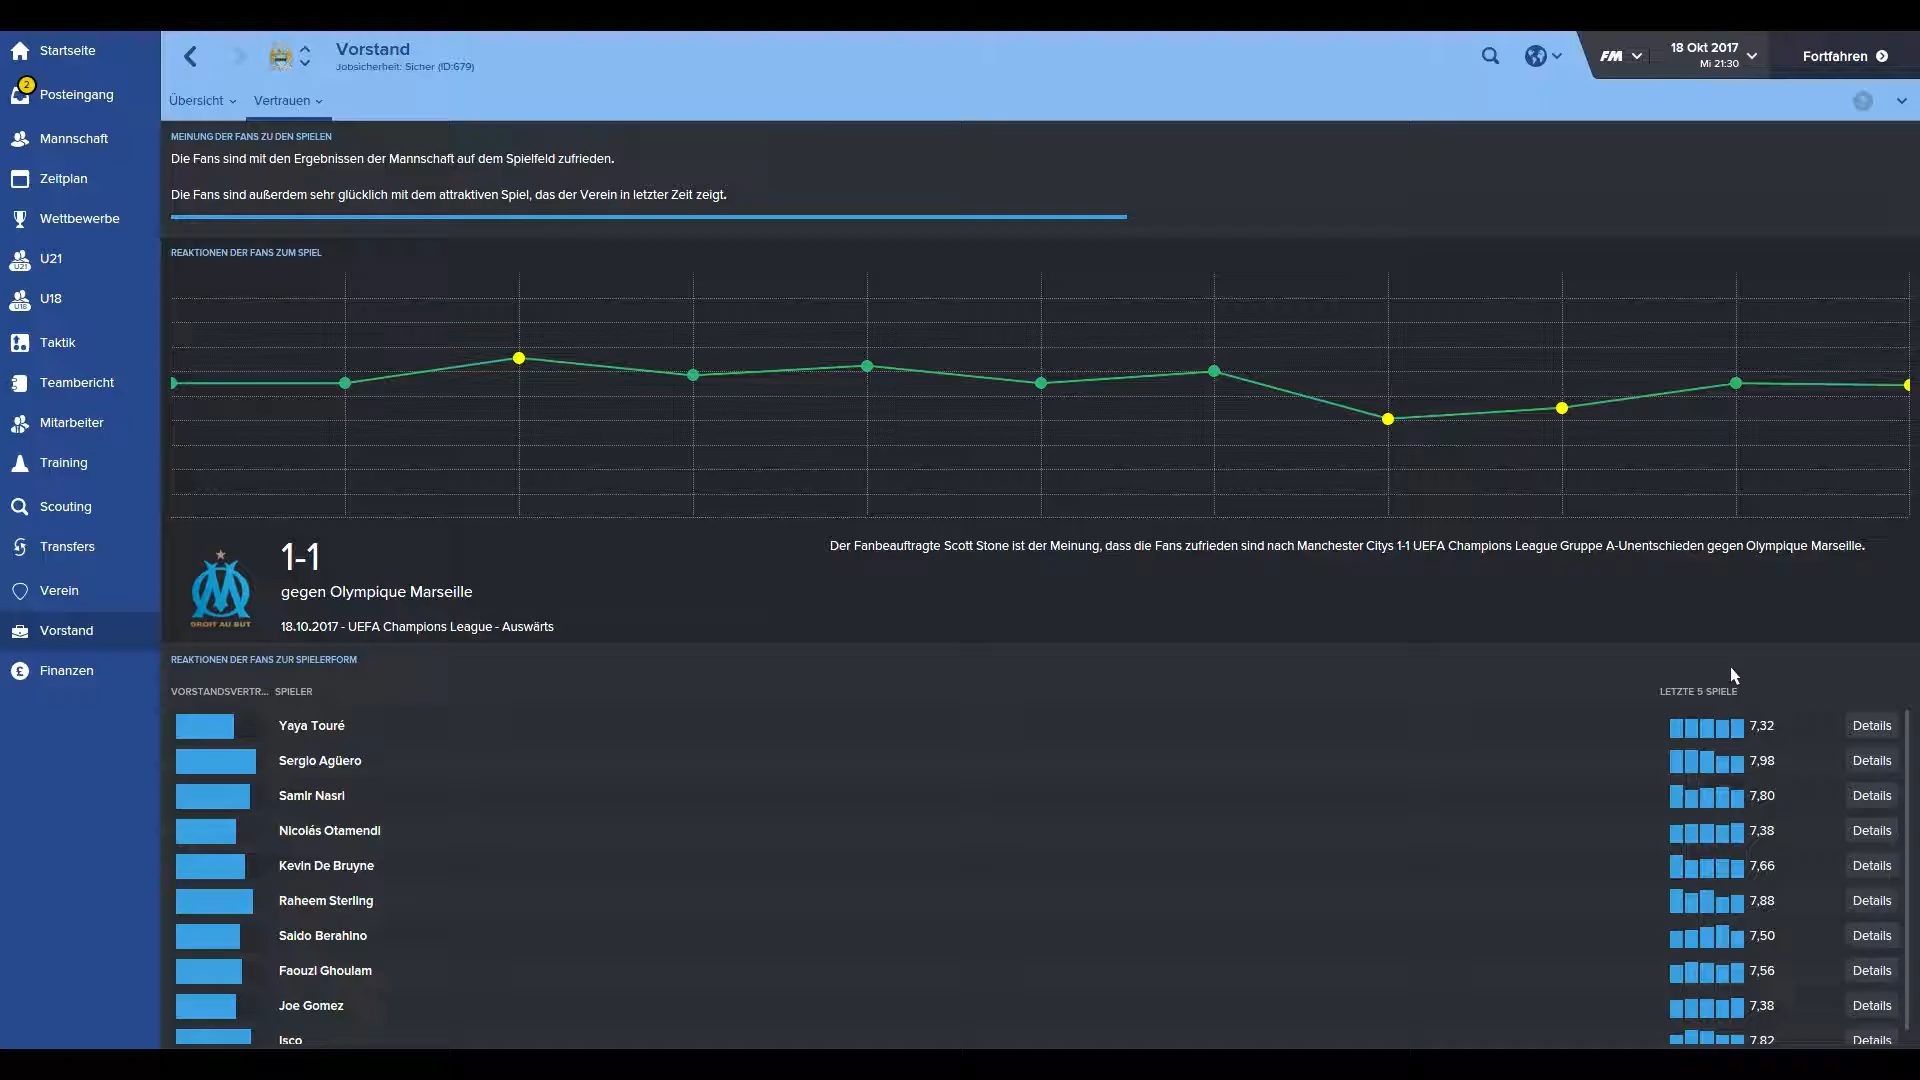 Startseite
2
Posteingang
Mannschaft
Zeitplan
Wettbewerbe
U21
U21
U18
U18
Taktik
Teambericht
Mitarbeiter
Training
Scouting
Transfers
Verein
Vorstand
Finanzen
Vorstand
Jobsicherheit: Sicher (ID:679)
FM
18 Okt 2017
Mi 21:30
Fortfahren
Übersicht
Vertrauen
MEINUNG DER FANS ZU DEN SPIELEN
Die Fans sind mit den Ergebnissen der Mannschaft auf dem Spielfeld zufrieden.
Die Fans sind außerdem sehr glücklich mit dem attraktiven Spiel, das der Verein in letzter Zeit zeigt.
REAKTIONEN DER FANS ZUM SPIEL
DROIT AU BUT
1-1
gegen Olympique Marseille
18.10.2017 - UEFA Champions League - Auswärts
Der Fanbeauftragte Scott Stone ist der Meinung, dass die Fans zufrieden sind nach Manchester Citys 1-1 UEFA Champions League Gruppe A-Unentschieden gegen Olympique Marseille.
REAKTIONEN DER FANS ZUR SPIELERFORM
VORSTANDSVERTR... SPIELER LETZTE 5 SPIELE
Yaya Touré 7,32 Details
Sergio Agüero 7,98 Details
Samir Nasri 7,80 Details
Nicolás Otamendi 7,38 Details
Kevin De Bruyne 7,66 Details
Raheem Sterling 7,88 Details
Saido Berahino 7,50 Details
Faouzi Ghoulam 7,56 Details
Joe Gomez 7,38 Details
Isco 7,82 Details